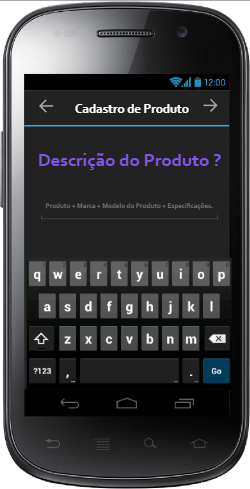 12:00
Cadastro de Produto
Descrição do Produto ?
Produto + Marca + Modelo do Produto + Especificações.
q w e r t y u i o p
a s d f g h j k l
z x c v b n m
?123 , . Go